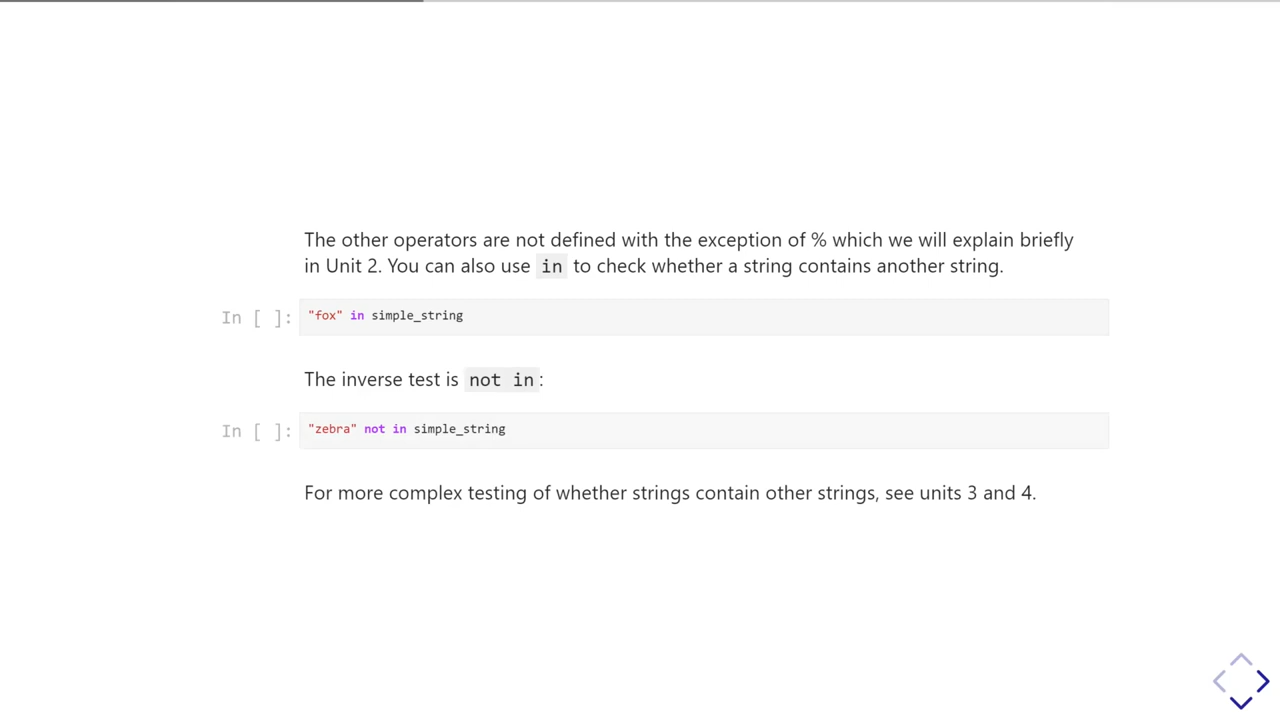 The other operators are not defined with the exception of % which we will explain briefly
in Unit 2. You can also use in to check whether a string contains another string.
In [ ]: "fox" in simple_string
The inverse test is not in:
In [ ]: "zebra" not in simple_string
For more complex testing of whether strings contain other strings, see units 3 and 4.